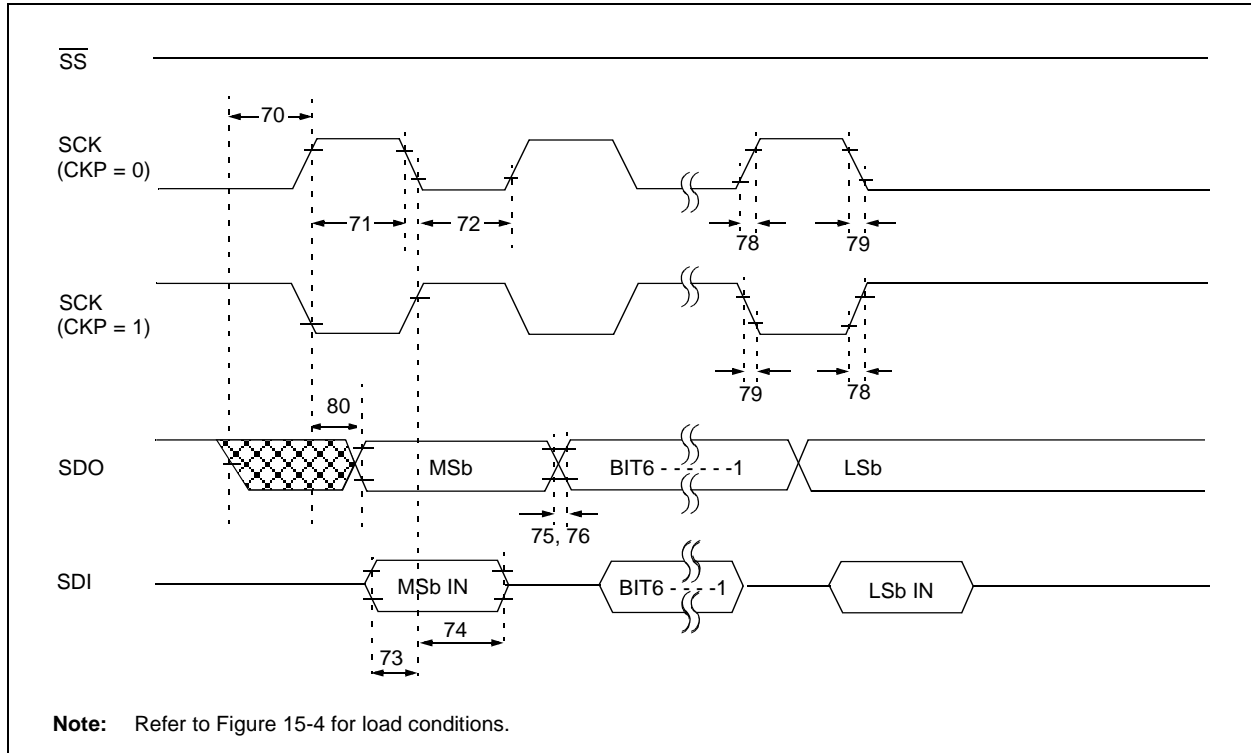 SS
70
SCK
(CKP = 0)
71
72
78
79
SCK
(CKP = 1)
79
78
80
SDO
MSb
BIT6 - - - - - -1
LSb
75, 76
SDI
MSb IN
BIT6 - - - -1
LSb IN
74
73
Note: Refer to Figure 15-4 for load conditions.